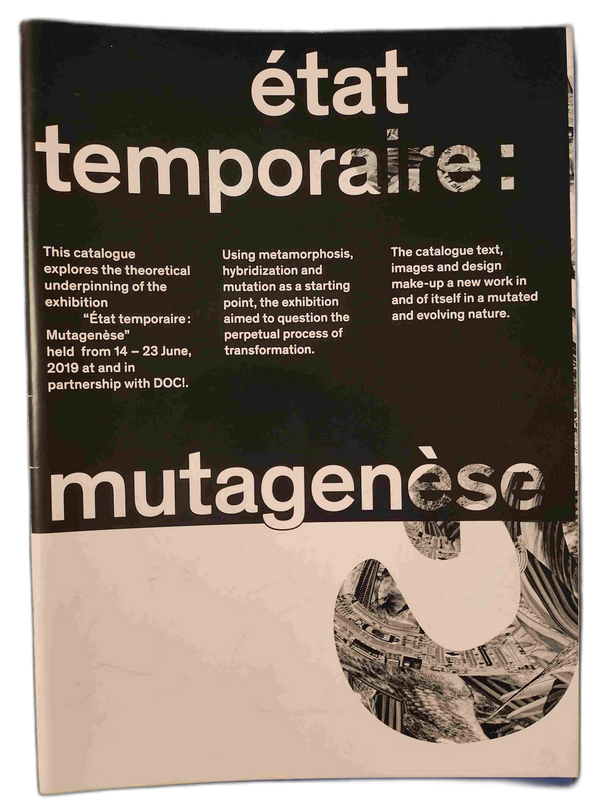 état
temporaire :
This catalogue
explores the theoretical
underpinning of the
exhibition
“État temporaire :
Mutagenèse”
held from 14 – 23 June,
2019 at and in
partnership with DOC!.
Using metamorphosis,
hybridization and
mutation as a starting
point, the exhibition
aimed to question the
perpetual process of
transformation.
The catalogue text,
images and design
make-up a new work in
and of itself in a mutated
and evolving nature.
mutagenèse